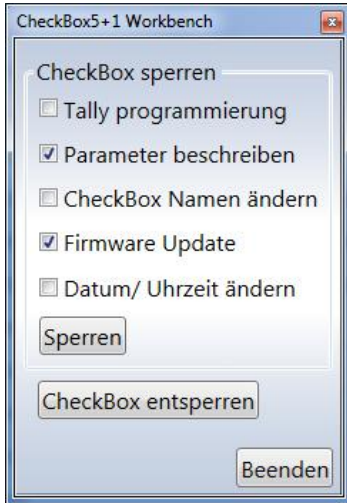 CheckBox5+1 Workbench
CheckBox sperren
Tally programmierung
Parameter beschreiben
CheckBox Namen ändern
Firmware Update
Datum/ Uhrzeit ändern
Sperren
CheckBox entsperren
Beenden